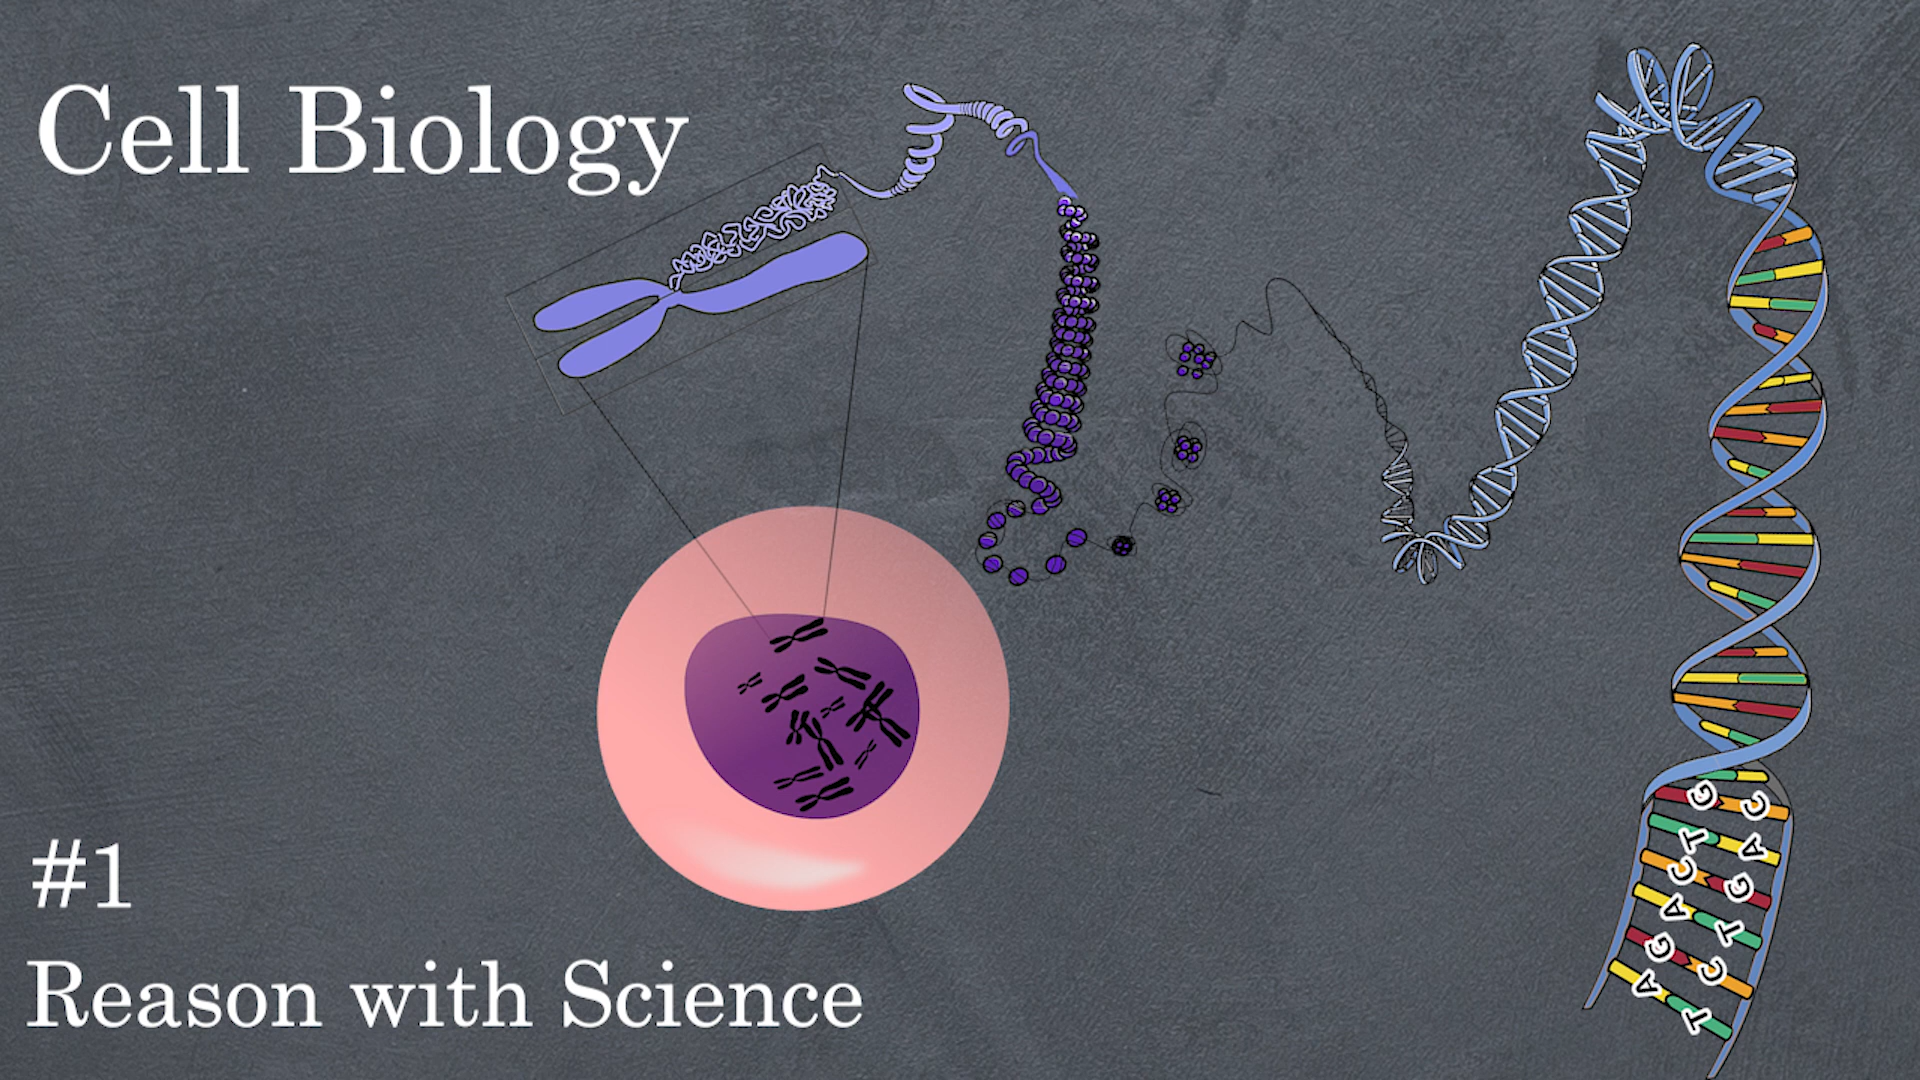 Cell Biology
#1
Reason with Science
G C
T A
C G
A T
G C
A T